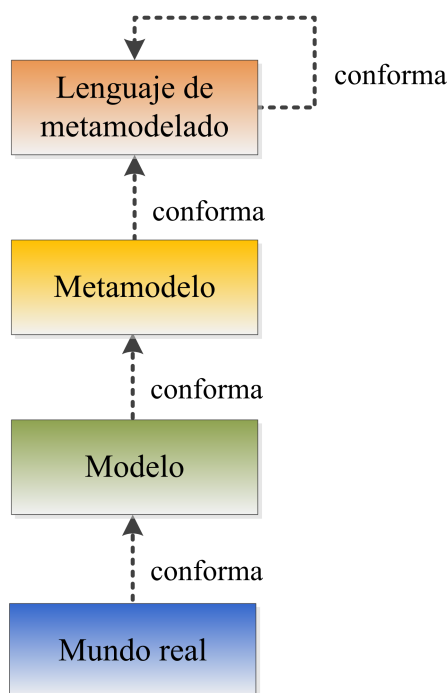 conforma
Lenguaje de
metamodelado
conforma
Metamodelo
conforma
Modelo
conforma
Mundo real